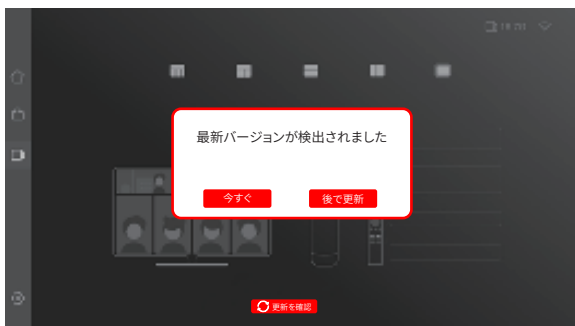 最新バージョンが検出されました
今すぐ
後で更新
更新を確認